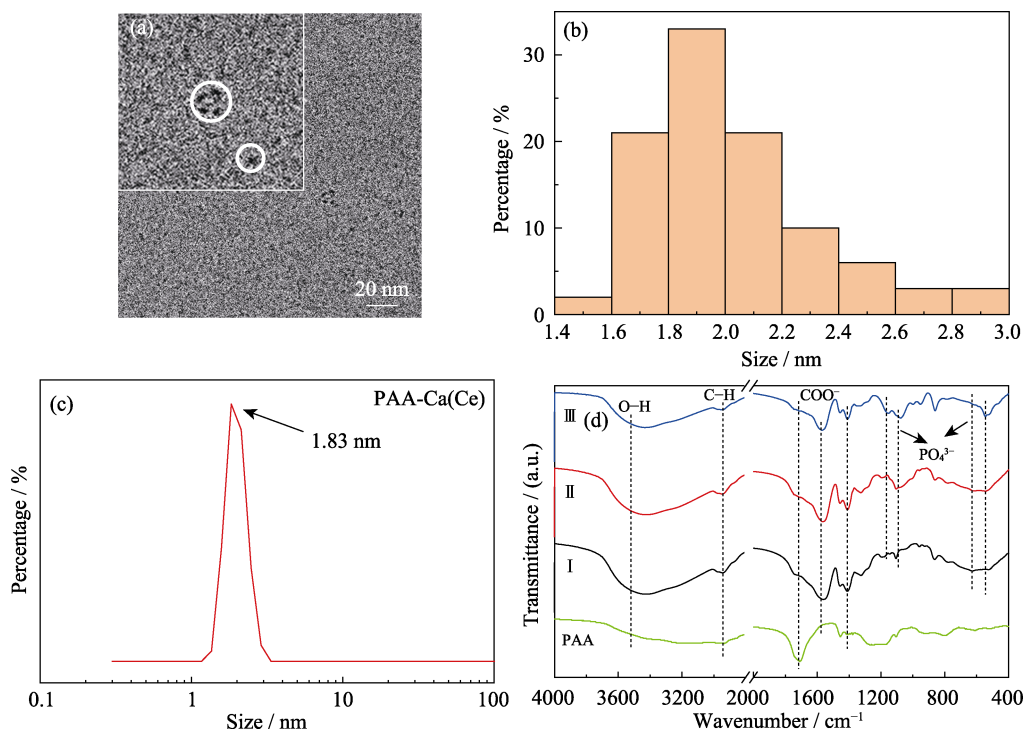 (a)
20 nm
(b)
Percentage / %
30
20
10
0
1.4 1.6 1.8 2.0 2.2 2.4 2.6 2.8 3.0
Size / nm
(c)
PAA-Ca(Ce)
1.83 nm
Percentage / %
0.1 1 10 100
Size / nm
(d)
O−H
C−H
COO⁻
PO₄³⁻
Ⅲ
Ⅱ
Ⅰ
PAA
Transmittance / (a.u.)
4000 3200 2400 2000 1600 1200 800 400
Wavenumber / cm⁻¹